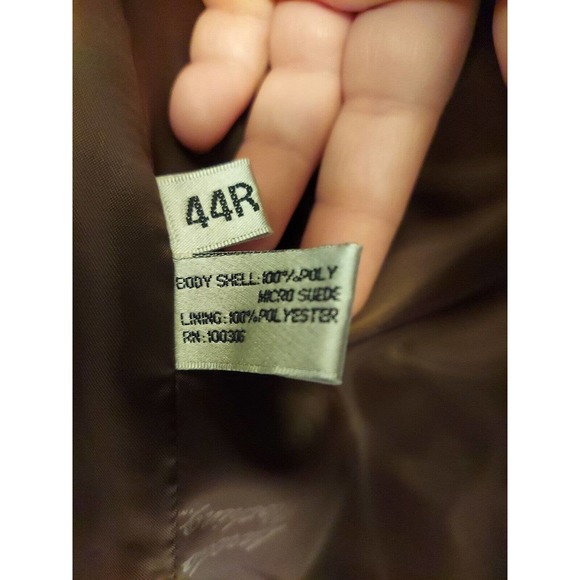 44R
BODY SHELL:100%POLY
MICRO SUEDE
LINING:100%POLYESTER
RN:100306